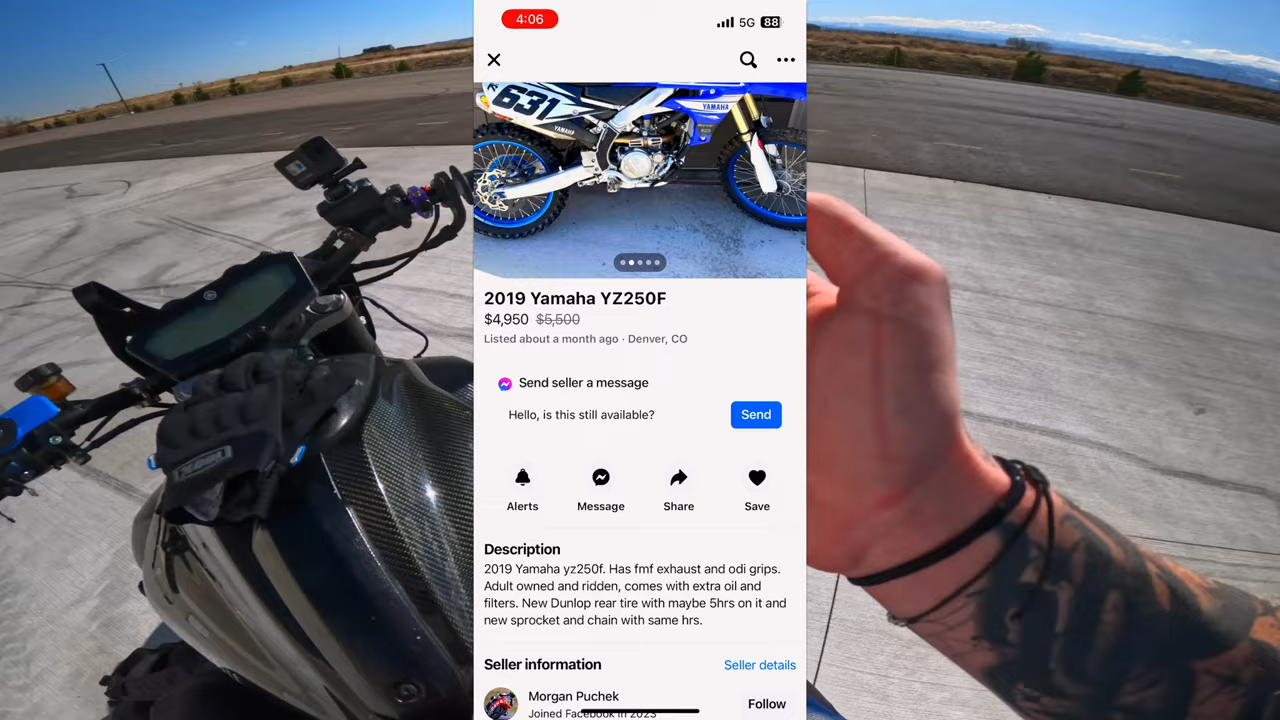 4:06
5G 88
631
YAMAHA
YAMAHA
2019 Yamaha YZ250F
$4,950 $5,500
Listed about a month ago · Denver, CO
Send seller a message
Hello, is this still available?
Send
Alerts
Message
Share
Save
Description
2019 Yamaha yz250f. Has fmf exhaust and odi grips.
Adult owned and ridden, comes with extra oil and
filters. New Dunlop rear tire with maybe 5hrs on it and
new sprocket and chain with same hrs.
Seller information
Seller details
Morgan Puchek
Follow
Joined Facebook in 2023